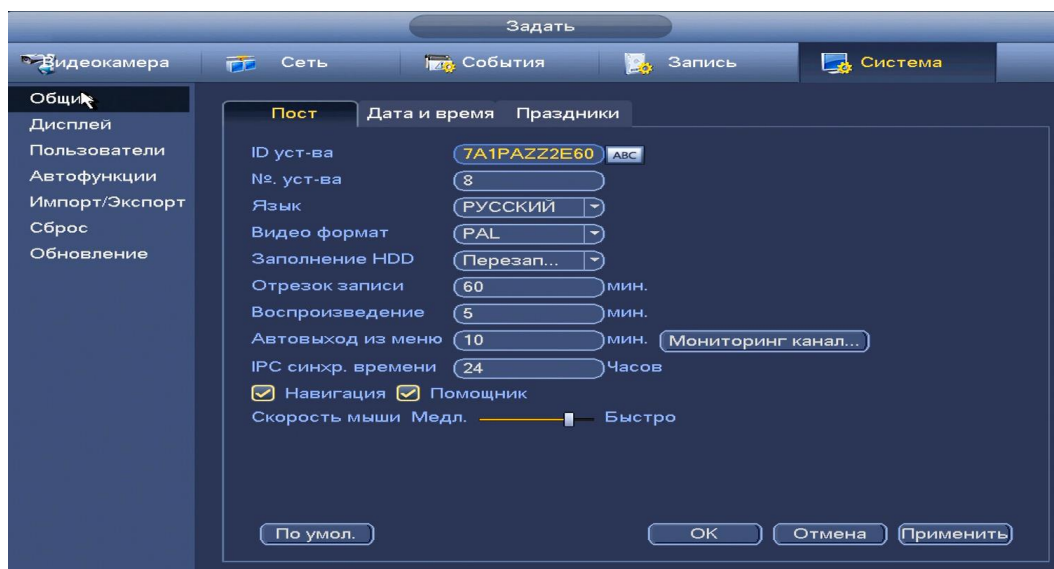 Задать
Видеокамера Сеть События Запись Система
Общие
Дисплей
Пользователи
Автофункции
Импорт/Экспорт
Сброс
Обновление
Пост Дата и время Праздники
ID уст-ва 7A1PAZZ2E60 ABC
№. уст-ва 8
Язык РУССКИЙ
Видео формат PAL
Заполнение HDD Перезап...
Отрезок записи 60 мин.
Воспроизведение 5 мин.
Автовыход из меню 10 мин. Мониторинг канал...
IPC синхр. времени 24 Часов
Навигация Помощник
Скорость мыши Медл. Быстро
По умол. OK Отмена Применить